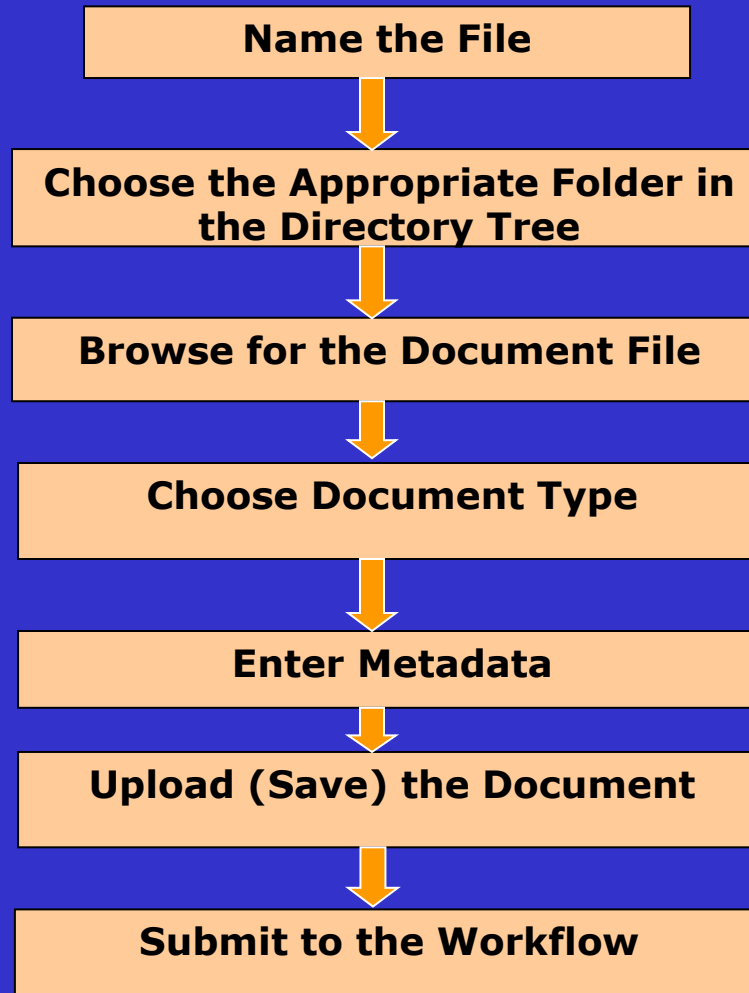 Name the File
Choose the Appropriate Folder in
the Directory Tree
Browse for the Document File
Choose Document Type
Enter Metadata
Upload (Save) the Document
Submit to the Workflow